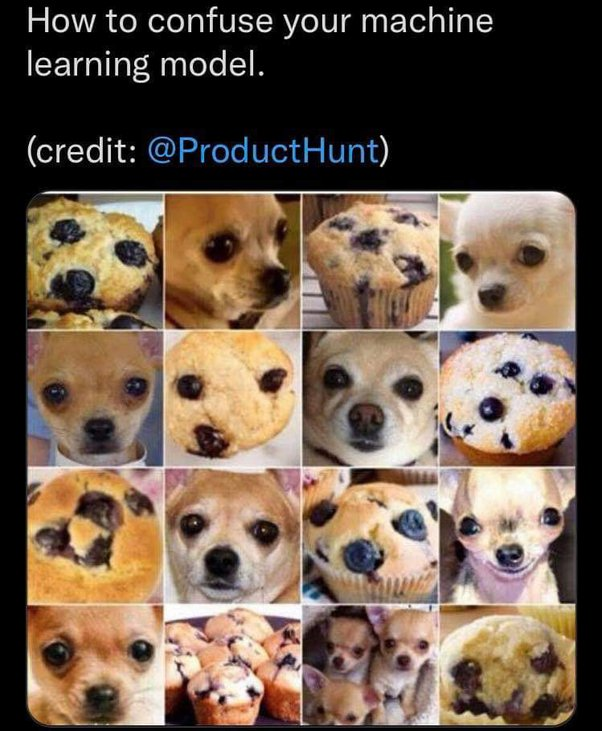 How to confuse your machine
learning model.
(credit: @ProductHunt)